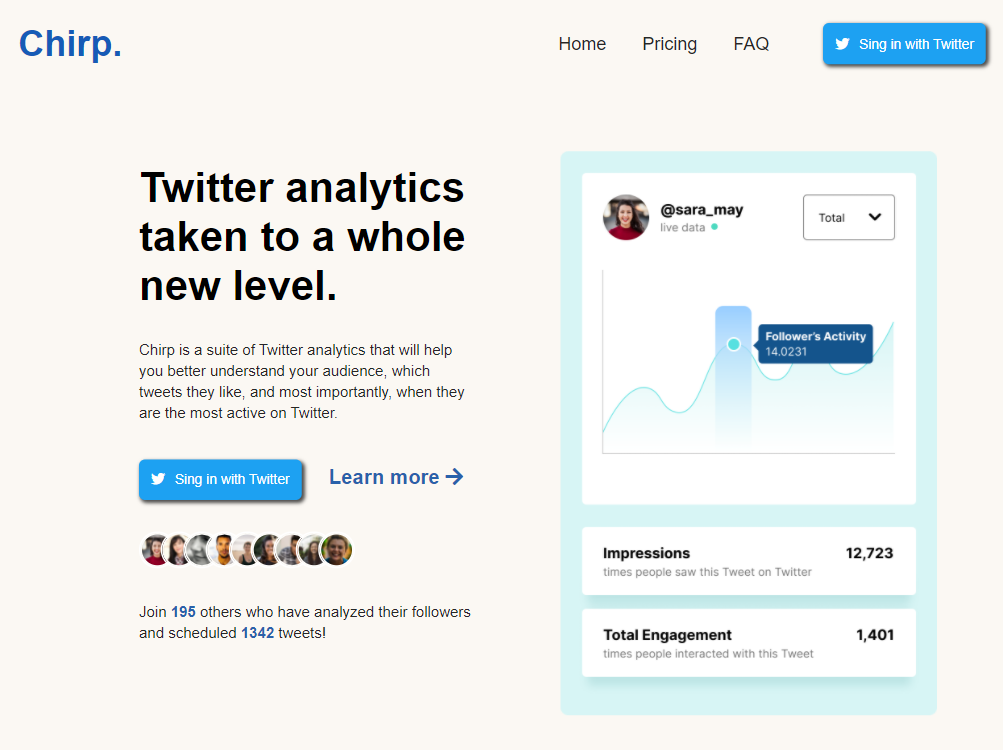 Chirp.
Home
Pricing
FAQ
Sing in with Twitter
Twitter analytics
taken to a whole
new level.
Chirp is a suite of Twitter analytics that will help
you better understand your audience, which
tweets they like, and most importantly, when they
are the most active on Twitter.
Sing in with Twitter
Learn more
Join 195 others who have analyzed their followers
and scheduled 1342 tweets!
@sara_may
live data
Total
Follower's Activity
14.0231
Impressions
12,723
times people saw this Tweet on Twitter
Total Engagement
1,401
times people interacted with this Tweet